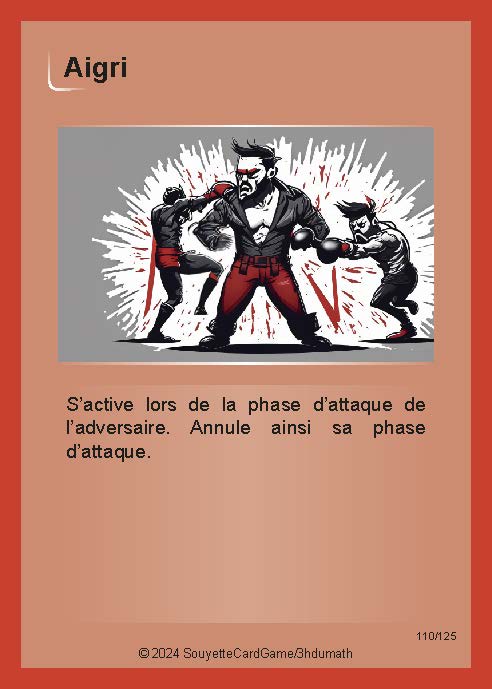 Aigri
S'active lors de la phase d'attaque de
l'adversaire. Annule ainsi sa phase
d'attaque.
110/125
© 2024 SouyetteCardGame/3hdumath